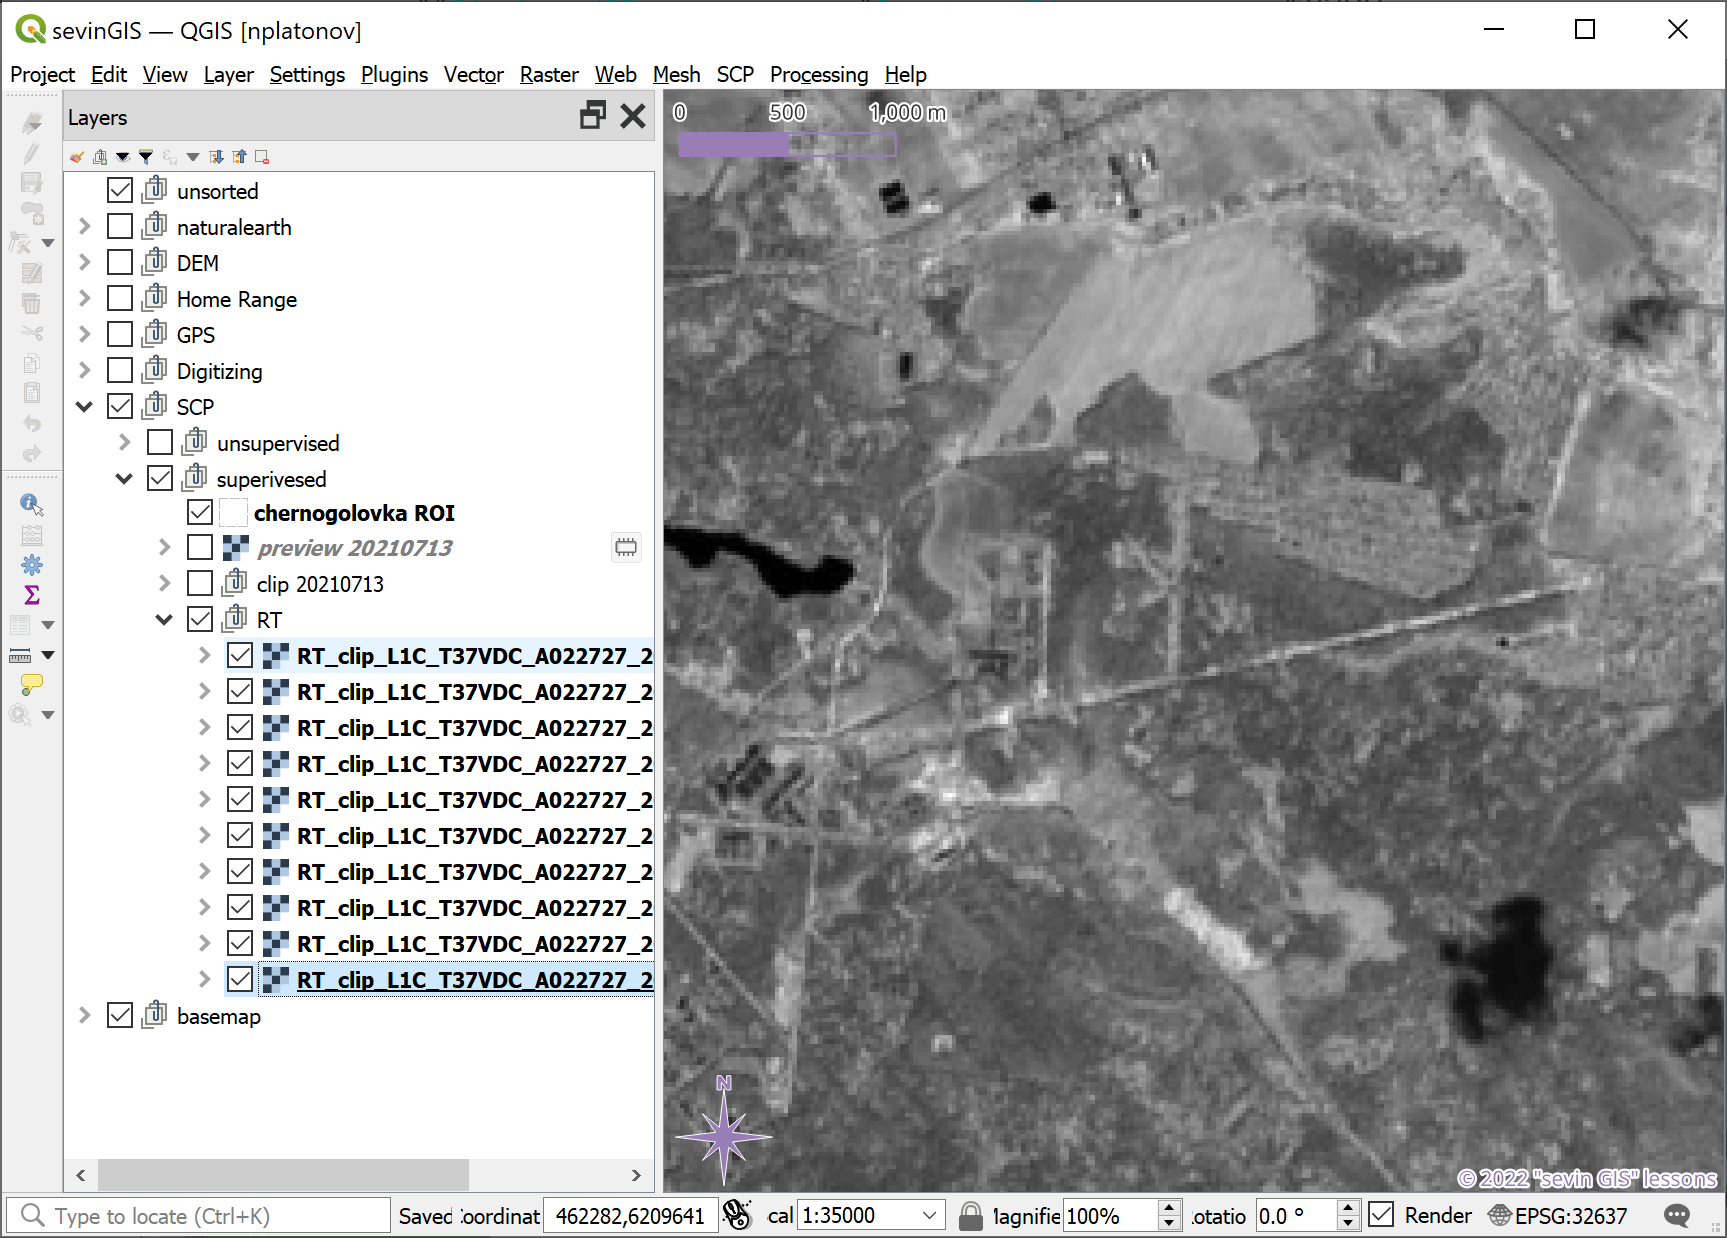 sevinGIS — QGIS [nplatonov]
Project Edit View Layer Settings Plugins Vector Raster Web Mesh SCP Processing Help
Layers
unsorted
naturalearth
DEM
Home Range
GPS
Digitizing
SCP
unsupervised
superivesed
chernogolovka ROI
preview 20210713
clip 20210713
RT
RT_clip_L1C_T37VDC_A022727_2
RT_clip_L1C_T37VDC_A022727_2
RT_clip_L1C_T37VDC_A022727_2
RT_clip_L1C_T37VDC_A022727_2
RT_clip_L1C_T37VDC_A022727_2
RT_clip_L1C_T37VDC_A022727_2
RT_clip_L1C_T37VDC_A022727_2
RT_clip_L1C_T37VDC_A022727_2
RT_clip_L1C_T37VDC_A022727_2
RT_clip_L1C_T37VDC_A022727_2
basemap
0 500 1,000 m
N
© 2022 "sevin GIS" lessons
Type to locate (Ctrl+K) Saved oordinat 462282,6209641 cal 1:35000 agnifie 100% otatio 0.0 ° Render EPSG:32637